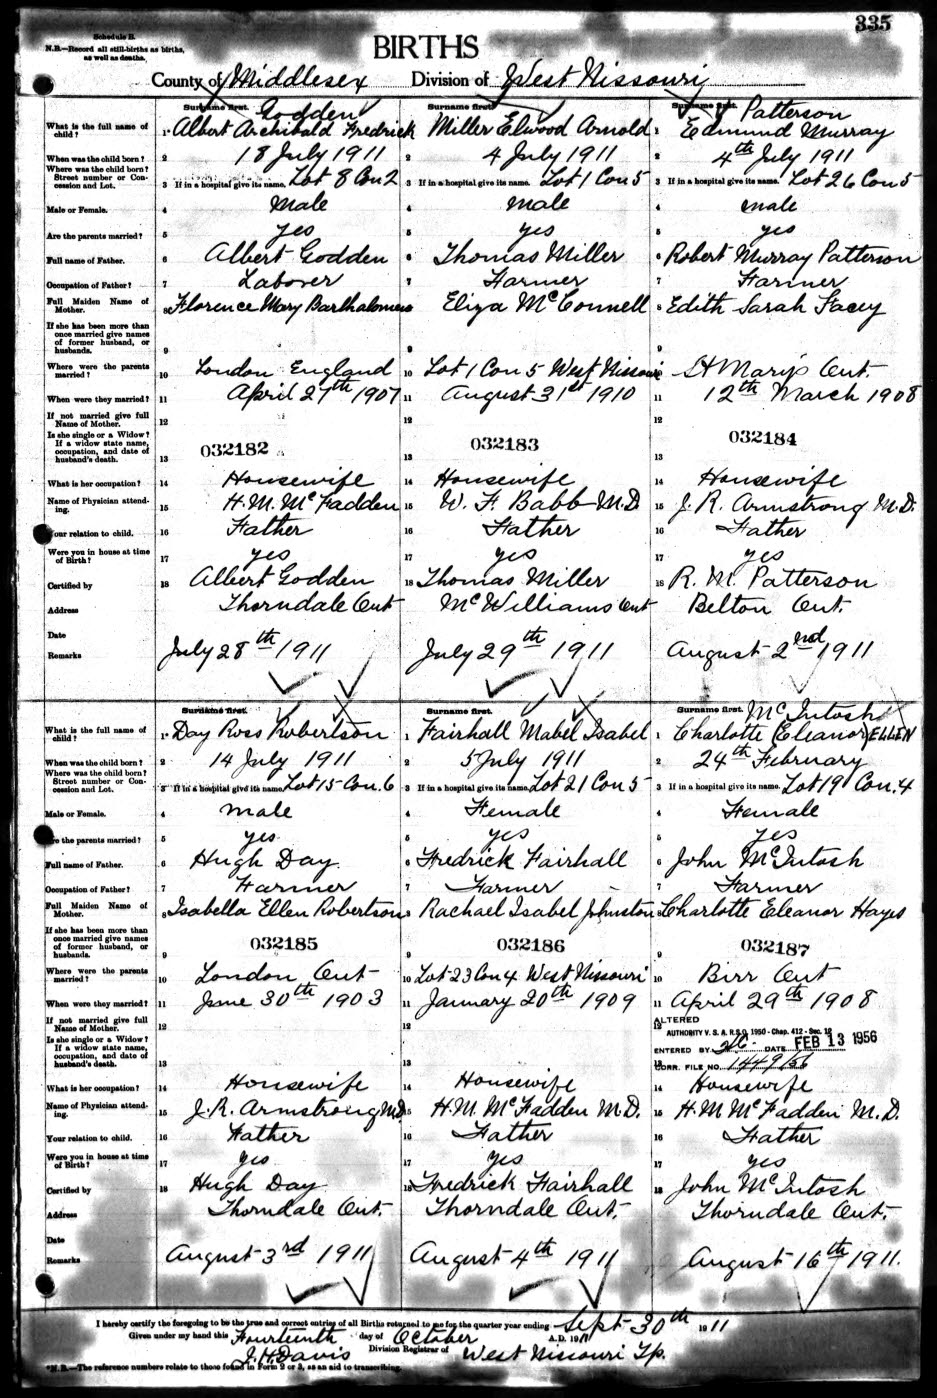 335
Schedule B.
N.B.—Record all still-births as births, as well as deaths.
BIRTHS
County of Middlesex Division of West Nissouri
Surname first. Godden
What is the full name of child? 1 Albert Archibald Fredrick
When was the child born? 2 18 July 1911
Where was the child born? Street number or Concession and Lot. 3 If in a hospital give its name. Lot 8 Con 2
Male or Female. 4 Male
Are the parents married? 5 yes
Full name of Father. 6 Albert Godden
Occupation of Father? 7 Laborer
Full Maiden Name of Mother. 8 Florence Mary Barthalomew
If she has been more than once married give names of former husband, or husbands. 9
Where were the parents married? 10 London England
When were they married? 11 April 27th 1907
If not married give full Name of Mother. 12
Is she single or a Widow? If a widow state name, occupation, and date of husband's death. 13
032182
What is her occupation? 14 Housewife
Name of Physician attending. 15 H. M. McFadden
Your relation to child. 16 Father
Were you in house at time of Birth? 17 yes
Certified by 18 Albert Godden
Address Thorndale Ont
Date
Remarks July 28th 1911
Surname first.
1 Miller Elwood Arnold
2 4 July 1911
3 If in a hospital give its name. Lot 1 Con 5
4 male
5 yes
6 Thomas Miller
7 Farmer
8 Eliza McConnell
9
10 Lot 1 Con 5 West Nissouri
11 August 31st 1910
12
13 032183
14 Housewife
15 W. F. Babb M.D.
16 Father
17 yes
18 Thomas Miller
McWilliams Ont
July 29th 1911
Surname first. Patterson
1 Edmund Murray
2 4th July 1911
3 If in a hospital give its name. Lot 26 Con 5
4 male
5 yes
6 Robert Murray Patterson
7 Farmer
8 Edith Sarah Facey
9
10 St Mary's Ont.
11 12th March 1908
12
13 032184
14 Housewife
15 J. R. Armstrong M.D.
16 Father
17 yes
18 R. M. Patterson
Belton Ont.
August 2nd 1911
Surname first.
What is the full name of child? 1 Day Ross Robertson
When was the child born? 2 14 July 1911
Where was the child born? Street number or Concession and Lot. 3 If in a hospital give its name. Lot 15 Con. 6
Male or Female. 4 male
Are the parents married? 5 yes
Full name of Father. 6 Hugh Day
Occupation of Father? 7 Farmer
Full Maiden Name of Mother. 8 Isabella Ellen Robertson
If she has been more than once married give names of former husband, or husbands. 9
032185
Where were the parents married? 10 London Ont
When were they married? 11 June 30th 1903
If not married give full Name of Mother. 12
Is she single or a Widow? If a widow state name, occupation, and date of husband's death. 13
What is her occupation? 14 Housewife
Name of Physician attending. 15 J. R. Armstrong M.D.
Your relation to child. 16 Father
Were you in house at time of Birth? 17 yes
Certified by 18 Hugh Day
Address Thorndale Ont.
Date
Remarks August 3rd 1911
Surname first.
1 Fairhall Mabel Isabel
2 5 July 1911
3 If in a hospital give its name. Lot 21 Con 5
4 Female
5 yes
6 Fredrick Fairhall
7 Farmer
8 Rachael Isabel Johnston
9 032186
10 Lot 23 Con 4 West Nissouri
11 January 20th 1909
12
13
14 Housewife
15 H. M. McFadden M.D.
16 Father
17 yes
18 Fredrick Fairhall
Thorndale Ont.
August 4th 1911
Surname first. McIntosh
1 Charlotte Eleanor ELLEN
2 24th February
3 If in a hospital give its name. Lot 19 Con. 4
4 Female
5 yes
6 John McIntosh
7 Farmer
8 Charlotte Eleanor Hayes
9 032187
10 Birr Ont
11 April 29th 1908
ALTERED
12
AUTHORITY V. S. A. R.S.O. 1950 - Chap. 412 - Sec. 12
ENTERED BY DATE FEB 13 1956
13
CORR. FILE NO. 1449/56
14 Housewife
15 H. M McFadden M.D.
16 Father
17 yes
18 John McIntosh
Thorndale Ont.
August 16th 1911.
I hereby certify the foregoing to be the true and correct entries of all Births returned to me for the quarter year ending Sept 30th 1911
Given under my hand this Fourteenth day of October A.D. 1911
J. H. Davis Division Registrar of West Nissouri Tp.
*N.B.—The reference numbers relate to those found in Form 2 or 3, as an aid to transcribing.